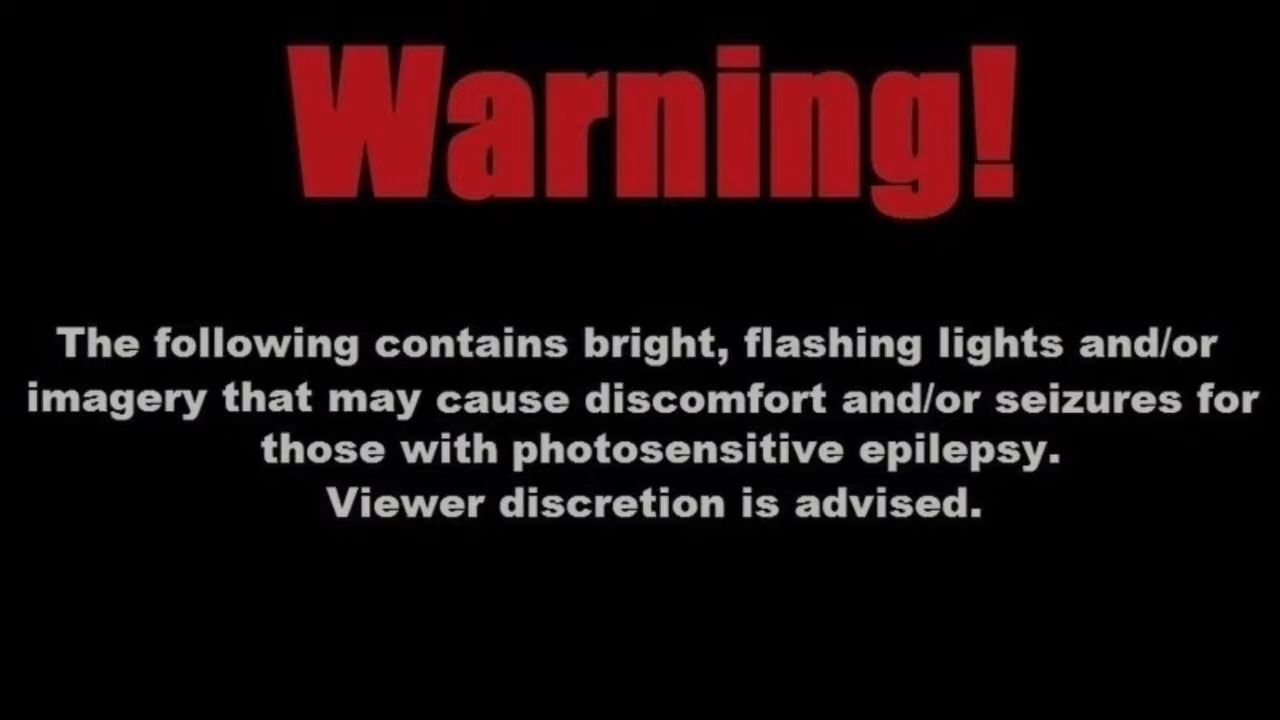 Warning!
The following contains bright, flashing lights and/or
imagery that may cause discomfort and/or seizures for
those with photosensitive epilepsy.
Viewer discretion is advised.